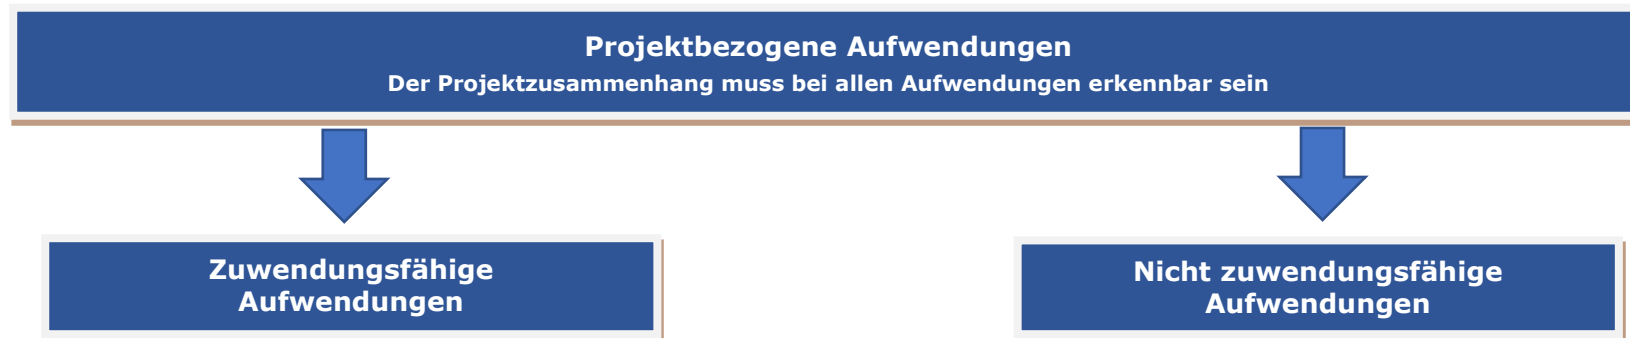 Projektbezogene Aufwendungen
Der Projektzusammenhang muss bei allen Aufwendungen erkennbar sein
Zuwendungsfähige
Aufwendungen
Nicht zuwendungsfähige
Aufwendungen